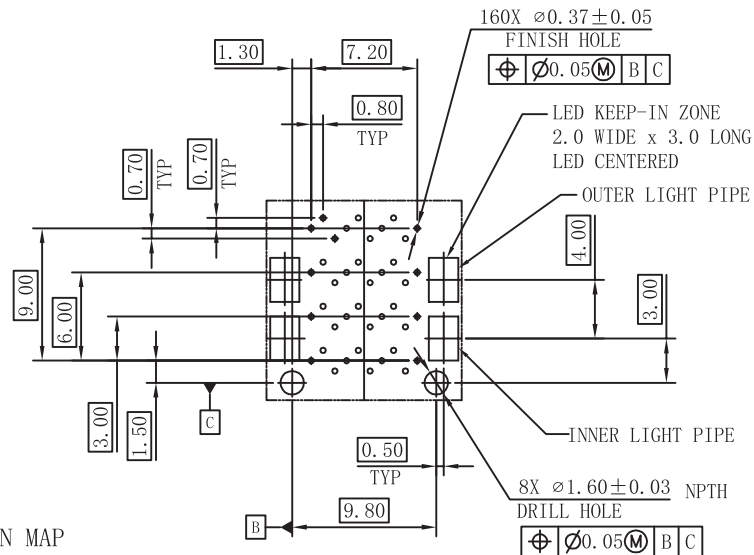 160X ⌀0.37±0.05
FINISH HOLE
⌖ ⌀0.05Ⓜ B C
1.30
7.20
0.80
TYP
LED KEEP-IN ZONE
2.0 WIDE x 3.0 LONG
LED CENTERED
0.70
TYP
0.70
TYP
OUTER LIGHT PIPE
4.00
3.00
9.00
6.00
3.00
1.50
C
INNER LIGHT PIPE
0.50
TYP
8X ⌀1.60±0.03 NPTH
DRILL HOLE
⌖ ⌀0.05Ⓜ B C
9.80
B
N MAP